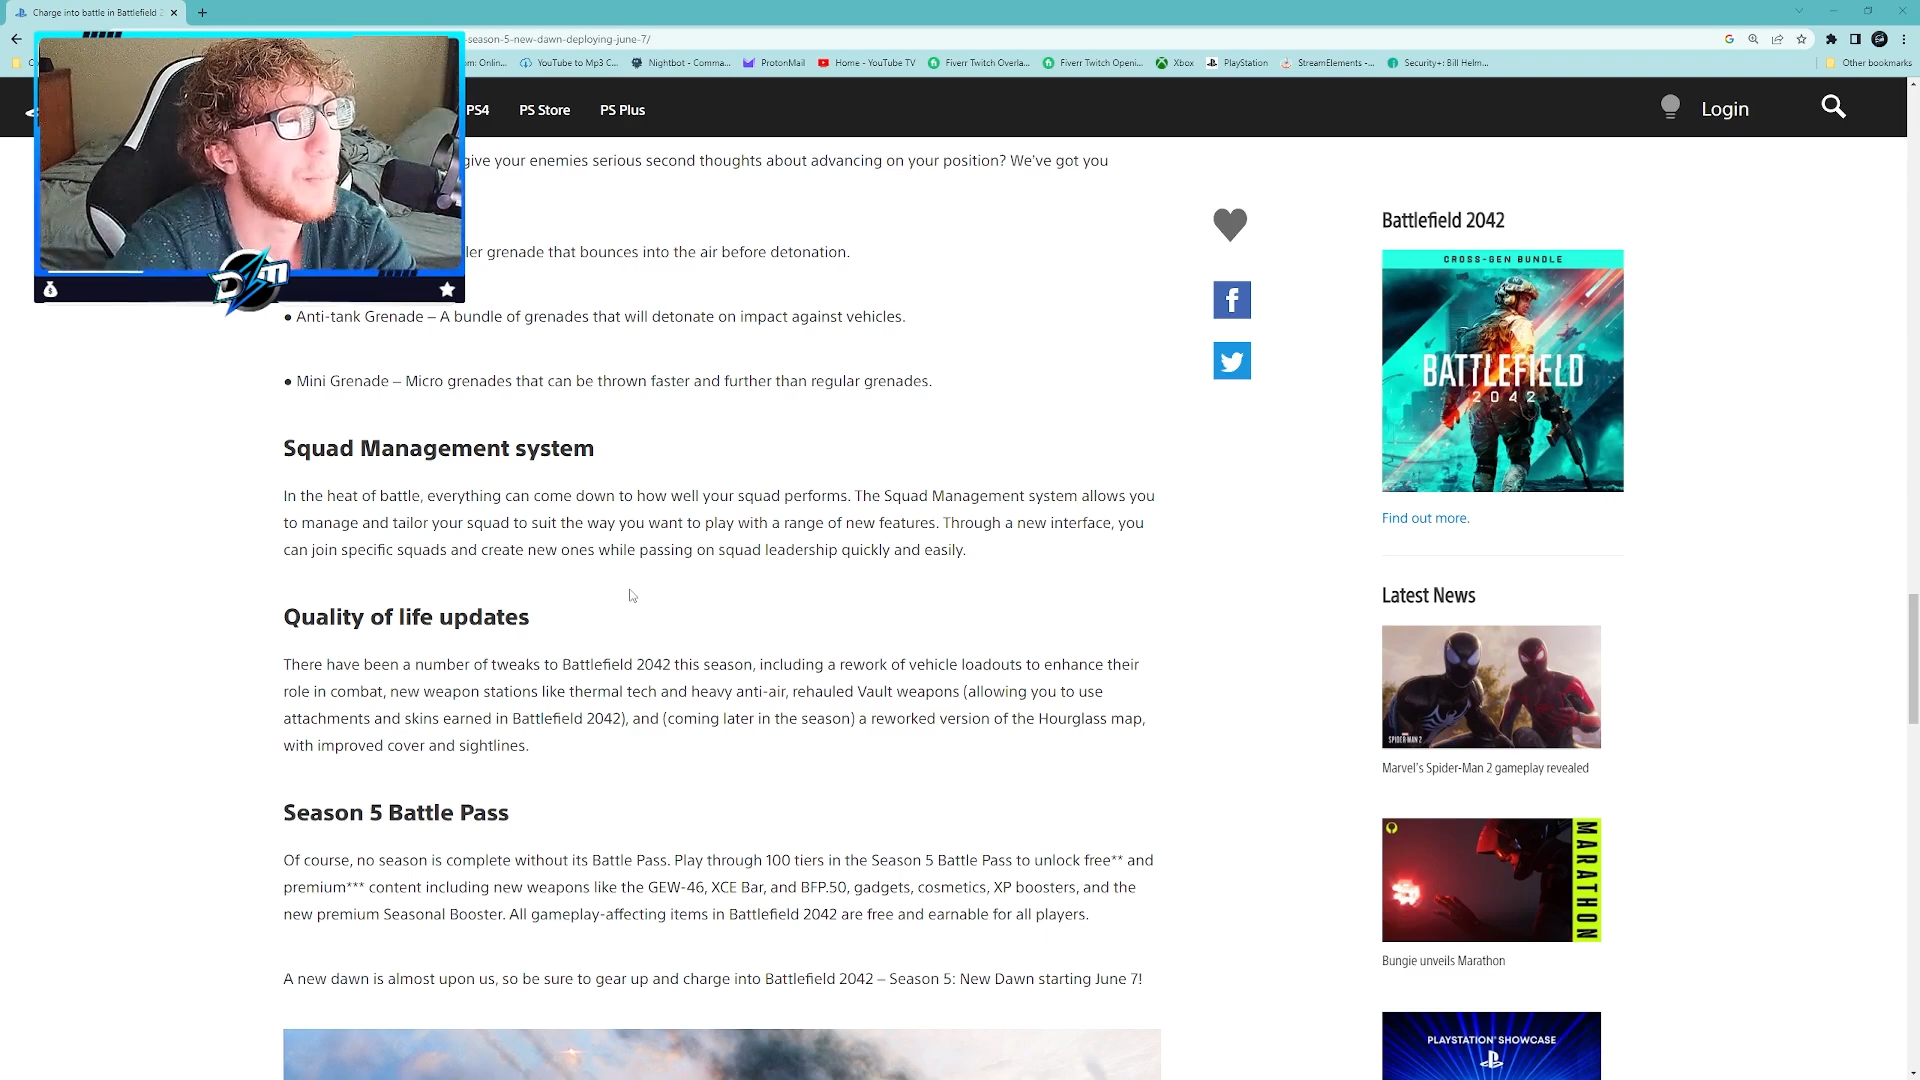 Charge into battle in Battlefield 2
-season-5-new-dawn-deploying-june-7/
om: Onlin...
YouTube to Mp3 C...
Nightbot - Comma...
ProtonMail
Home - YouTube TV
Fiverr Twitch Overla...
Fiverr Twitch Openi...
Xbox
PlayStation
StreamElements -...
Security+: Bill Helm...
Other bookmarks
PS4
PS Store
PS Plus
Login
give your enemies serious second thoughts about advancing on your position? We've got you
ler grenade that bounces into the air before detonation.
● Anti-tank Grenade – A bundle of grenades that will detonate on impact against vehicles.
● Mini Grenade – Micro grenades that can be thrown faster and further than regular grenades.
Squad Management system
In the heat of battle, everything can come down to how well your squad performs. The Squad Management system allows you
to manage and tailor your squad to suit the way you want to play with a range of new features. Through a new interface, you
can join specific squads and create new ones while passing on squad leadership quickly and easily.
Quality of life updates
There have been a number of tweaks to Battlefield 2042 this season, including a rework of vehicle loadouts to enhance their
role in combat, new weapon stations like thermal tech and heavy anti-air, rehauled Vault weapons (allowing you to use
attachments and skins earned in Battlefield 2042), and (coming later in the season) a reworked version of the Hourglass map,
with improved cover and sightlines.
Season 5 Battle Pass
Of course, no season is complete without its Battle Pass. Play through 100 tiers in the Season 5 Battle Pass to unlock free** and
premium*** content including new weapons like the GEW-46, XCE Bar, and BFP.50, gadgets, cosmetics, XP boosters, and the
new premium Seasonal Booster. All gameplay-affecting items in Battlefield 2042 are free and earnable for all players.
A new dawn is almost upon us, so be sure to gear up and charge into Battlefield 2042 – Season 5: New Dawn starting June 7!
Battlefield 2042
CROSS-GEN BUNDLE
BATTLEFIELD
2042
Find out more.
Latest News
SPIDER-MAN 2
Marvel's Spider-Man 2 gameplay revealed
MARATHON
Bungie unveils Marathon
PLAYSTATION SHOWCASE